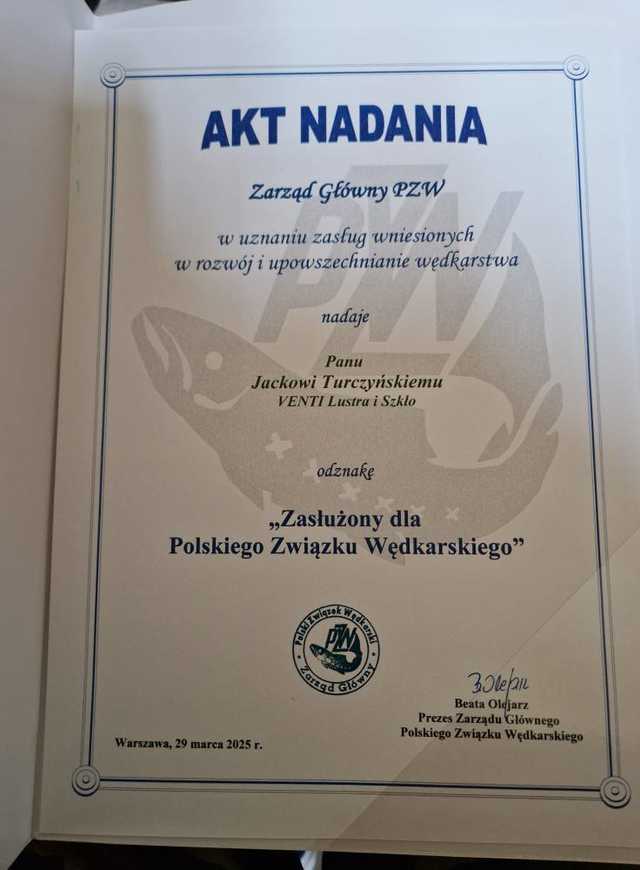 AKT NADANIA
Zarząd Główny PZW
w uznaniu zasług wniesionych
w rozwój i upowszechnianie wędkarstwa
nadaje
Panu
Jackowi Turczyńskiemu
VENTI Lustra i Szkło
odznakę
„Zasłużony dla
Polskiego Związku Wędkarskiego”
Polski Związek Wędkarski
PZW
Zarząd Główny
B. Olejarz
Beata Olejarz
Prezes Zarządu Głównego
Polskiego Związku Wędkarskiego
Warszawa, 29 marca 2025 r.
PZW